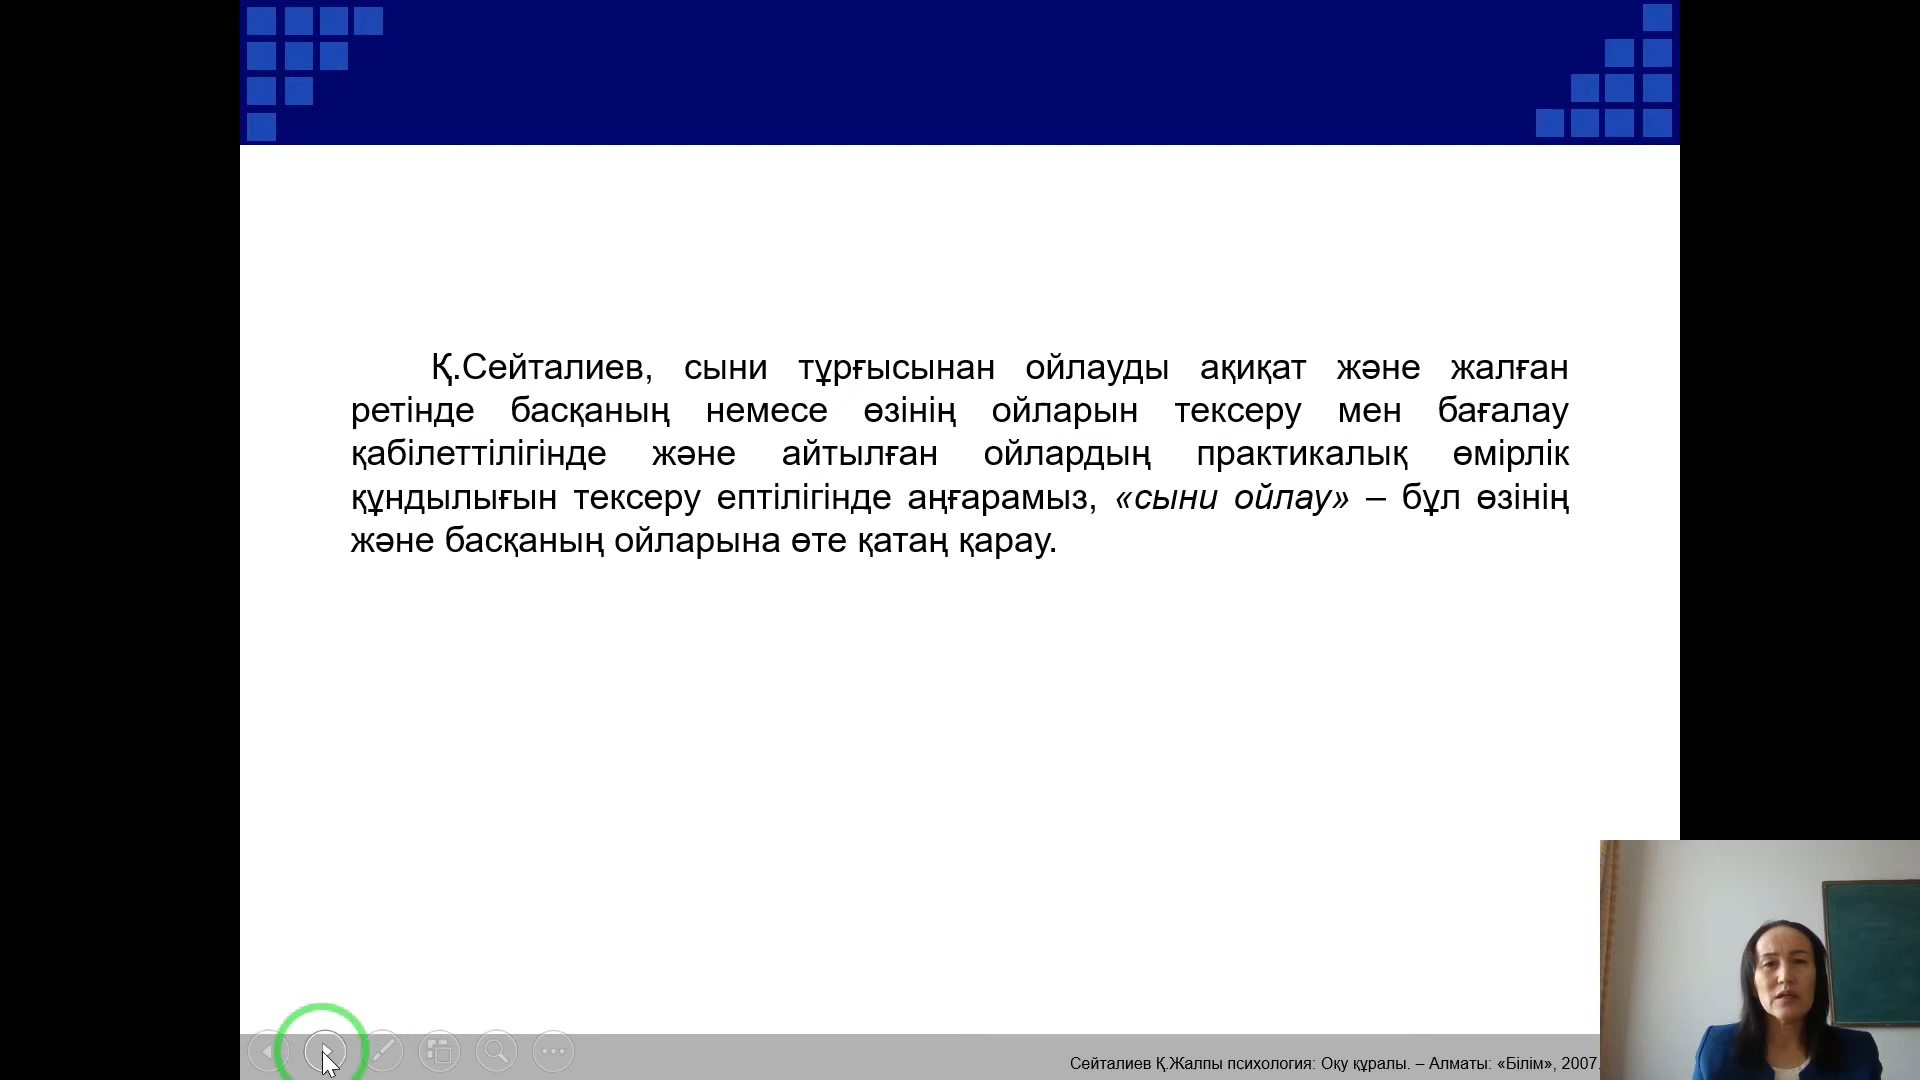 Қ.Сейталиев, сыни тұрғысынан ойлауды ақиқат және жалған
ретінде басқаның немесе өзінің ойларын тексеру мен бағалау
қабілеттілігінде және айтылған ойлардың практикалық өмірлік
құндылығын тексеру ептілігінде аңғарамыз, «сыни ойлау» – бұл өзінің
және басқаның ойларына өте қатаң қарау.
Сейталиев Қ.Жалпы психология: Оқу құралы. – Алматы: «Білім», 2007.